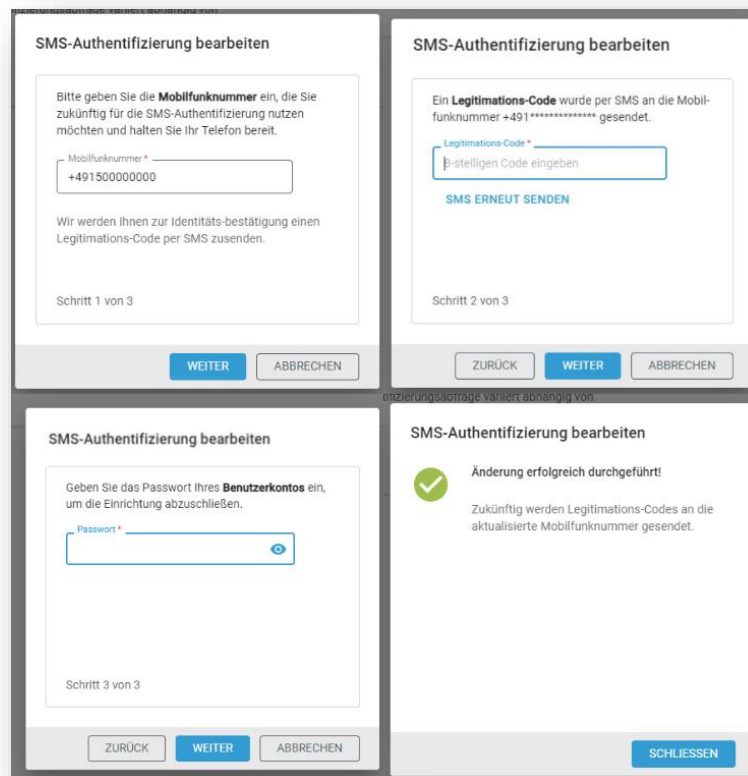 SMS-Authentifizierung bearbeiten
Bitte geben Sie die Mobilfunknummer ein, die Sie
zukünftig für die SMS-Authentifizierung nutzen
möchten und halten Sie Ihr Telefon bereit.
Mobilfunknummer *
+491500000000
Wir werden Ihnen zur Identitäts-bestätigung einen
Legitimations-Code per SMS zusenden.
Schritt 1 von 3
WEITER
ABBRECHEN
SMS-Authentifizierung bearbeiten
Ein Legitimations-Code wurde per SMS an die Mobil-
funknummer +491************** gesendet.
Legitimations-Code *
8-stelligen Code eingeben
SMS ERNEUT SENDEN
Schritt 2 von 3
ZURÜCK
WEITER
ABBRECHEN
SMS-Authentifizierung bearbeiten
Geben Sie das Passwort Ihres Benutzerkontos ein,
um die Einrichtung abzuschließen.
Passwort *
Schritt 3 von 3
ZURÜCK
WEITER
ABBRECHEN
variiert abhängig von
SMS-Authentifizierung bearbeiten
Änderung erfolgreich durchgeführt!
Zukünftig werden Legitimations-Codes an die
aktualisierte Mobilfunknummer gesendet.
SCHLIESSEN